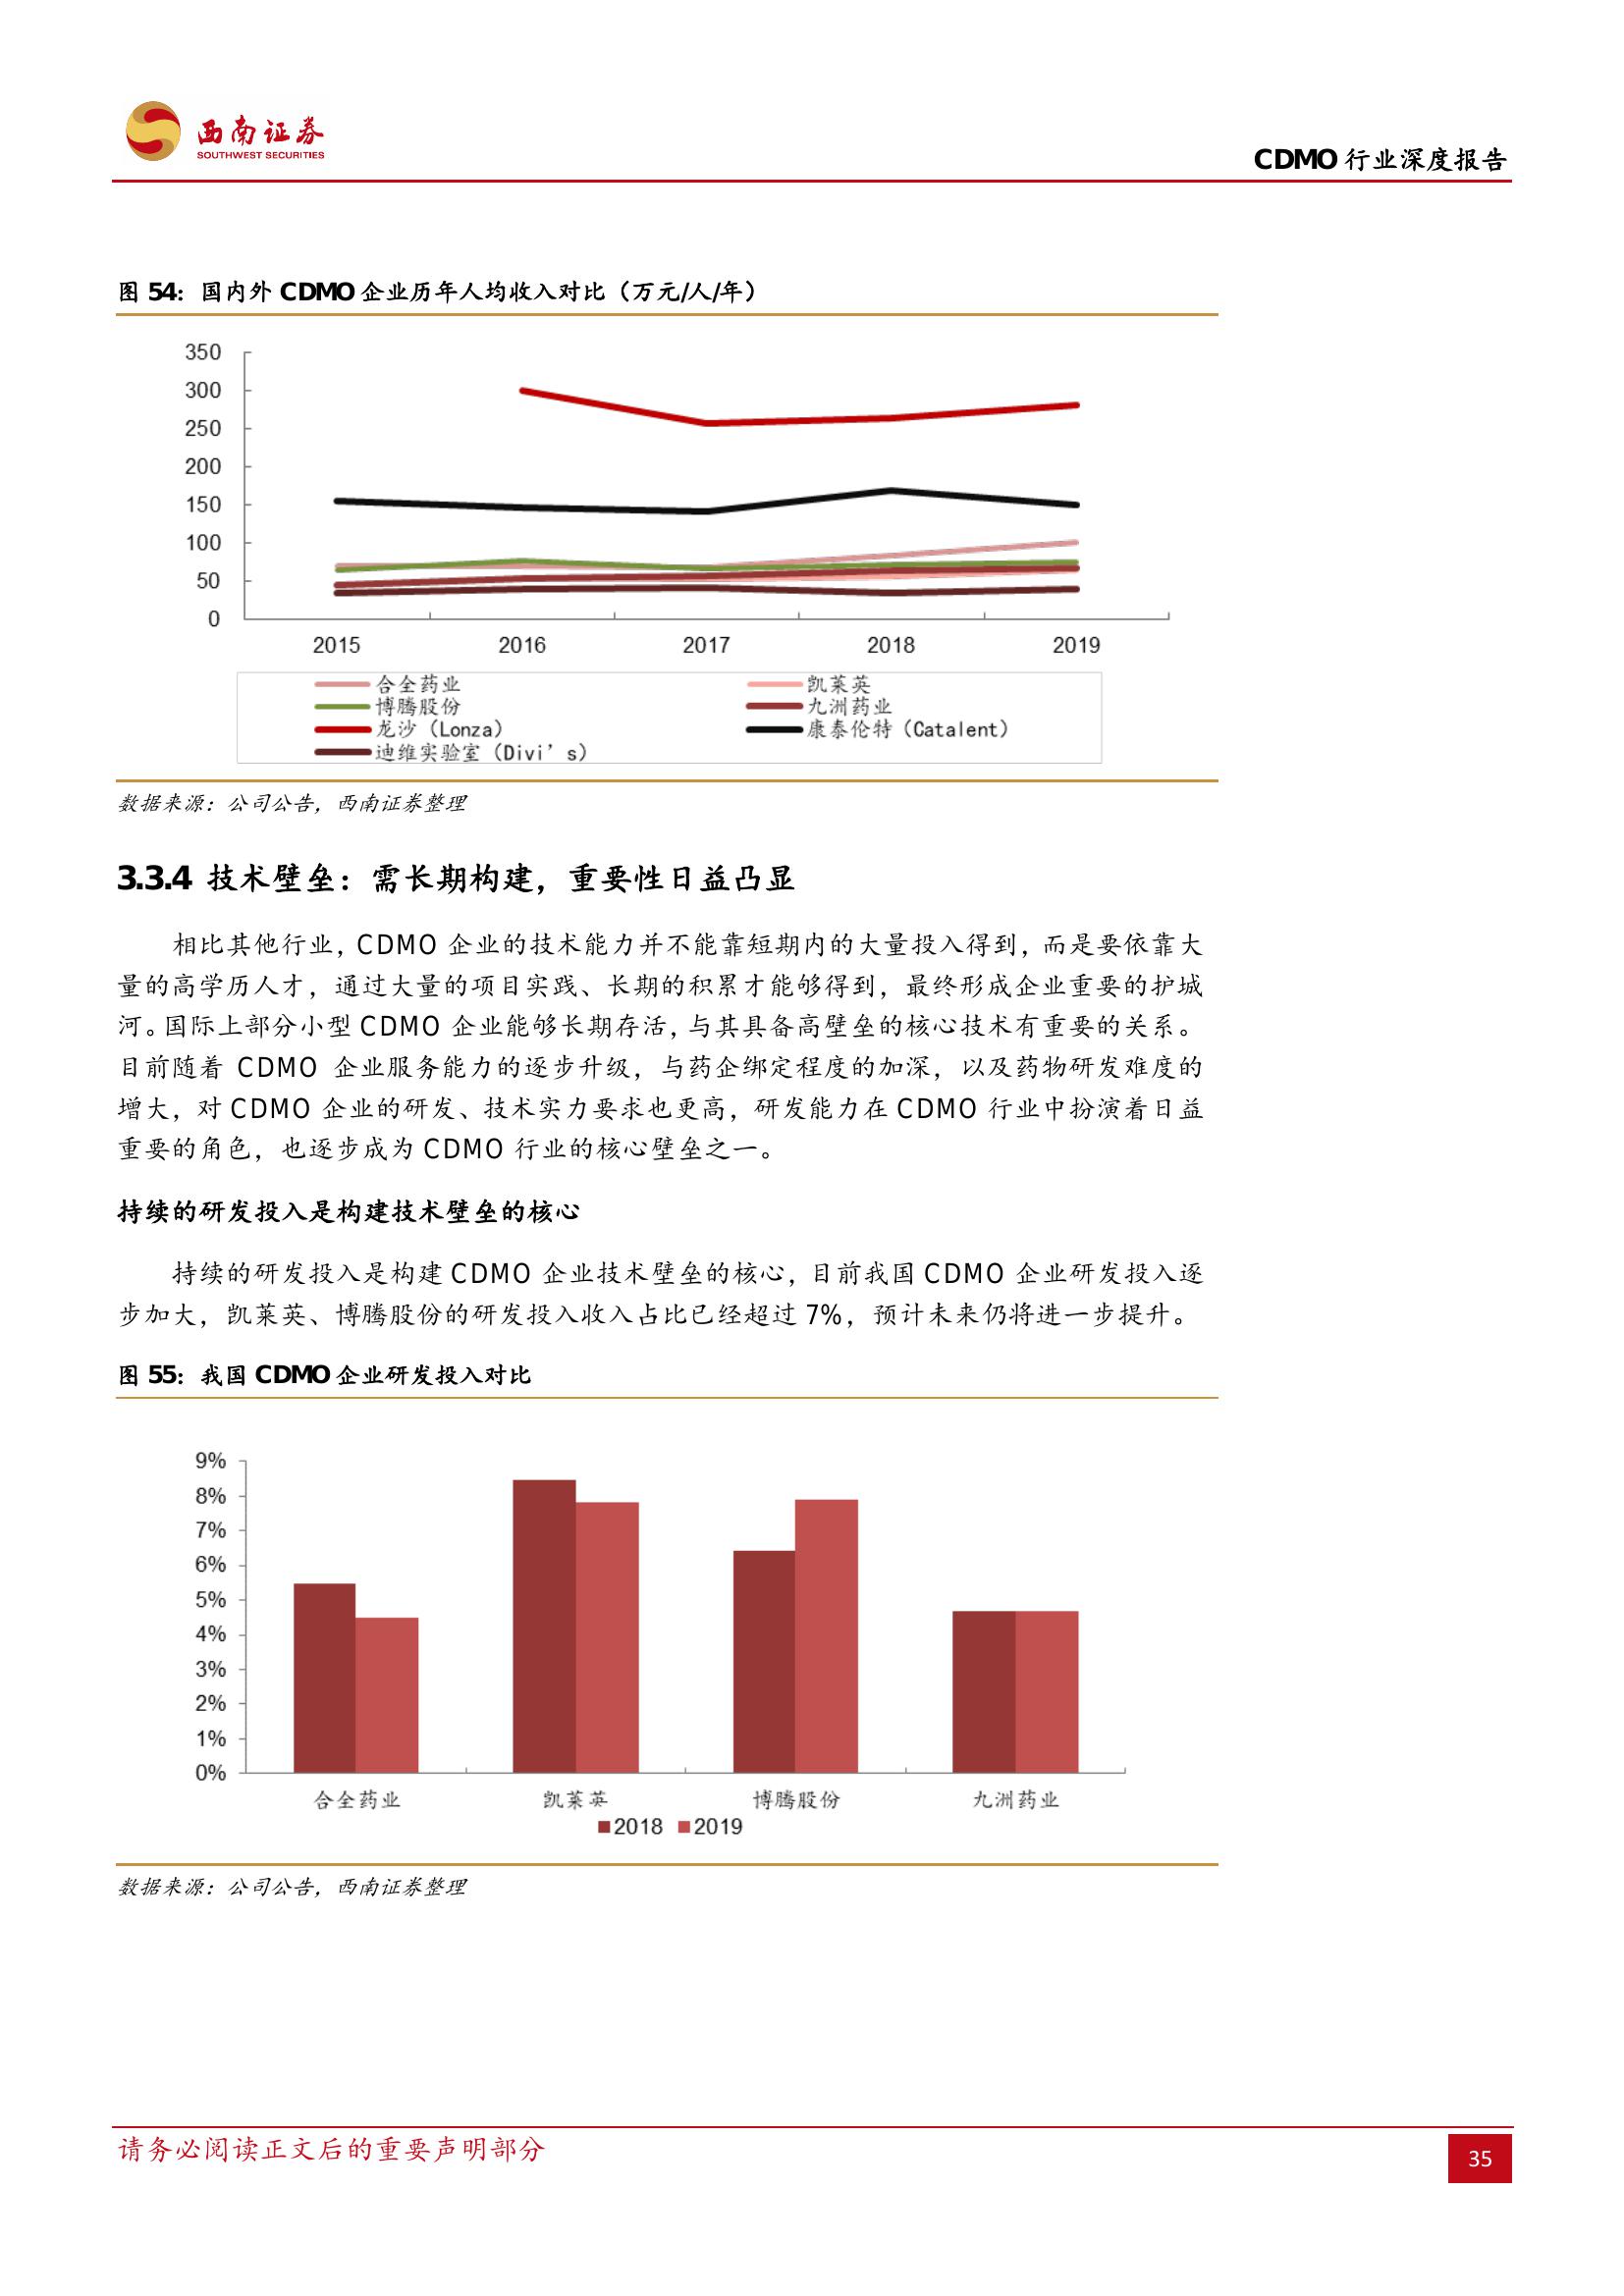 西南证券
SOUTHWEST SECURITIES
CDMO 行业深度报告
图 54：国内外 CDMO 企业历年人均收入对比（万元/人/年）
350
300
250
200
150
100
50
0
2015 2016 2017 2018 2019
合全药业 凯莱英
博腾股份 九洲药业
龙沙（Lonza） 康泰伦特（Catalent）
迪维实验室（Divi’s）
数据来源：公司公告，西南证券整理
3.3.4 技术壁垒：需长期构建，重要性日益凸显
相比其他行业，CDMO 企业的技术能力并不能靠短期内的大量投入得到，而是要依靠大
量的高学历人才，通过大量的项目实践、长期的积累才能够得到，最终形成企业重要的护城
河。国际上部分小型 CDMO 企业能够长期存活，与其具备高壁垒的核心技术有重要的关系。
目前随着 CDMO 企业服务能力的逐步升级，与药企绑定程度的加深，以及药物研发难度的
增大，对 CDMO 企业的研发、技术实力要求也更高，研发能力在 CDMO 行业中扮演着日益
重要的角色，也逐步成为 CDMO 行业的核心壁垒之一。
持续的研发投入是构建技术壁垒的核心
持续的研发投入是构建 CDMO 企业技术壁垒的核心，目前我国 CDMO 企业研发投入逐
步加大，凯莱英、博腾股份的研发投入收入占比已经超过 7%，预计未来仍将进一步提升。
图 55：我国 CDMO 企业研发投入对比
9%
8%
7%
6%
5%
4%
3%
2%
1%
0%
合全药业 凯莱英 博腾股份 九洲药业
2018 2019
数据来源：公司公告，西南证券整理
请务必阅读正文后的重要声明部分
35